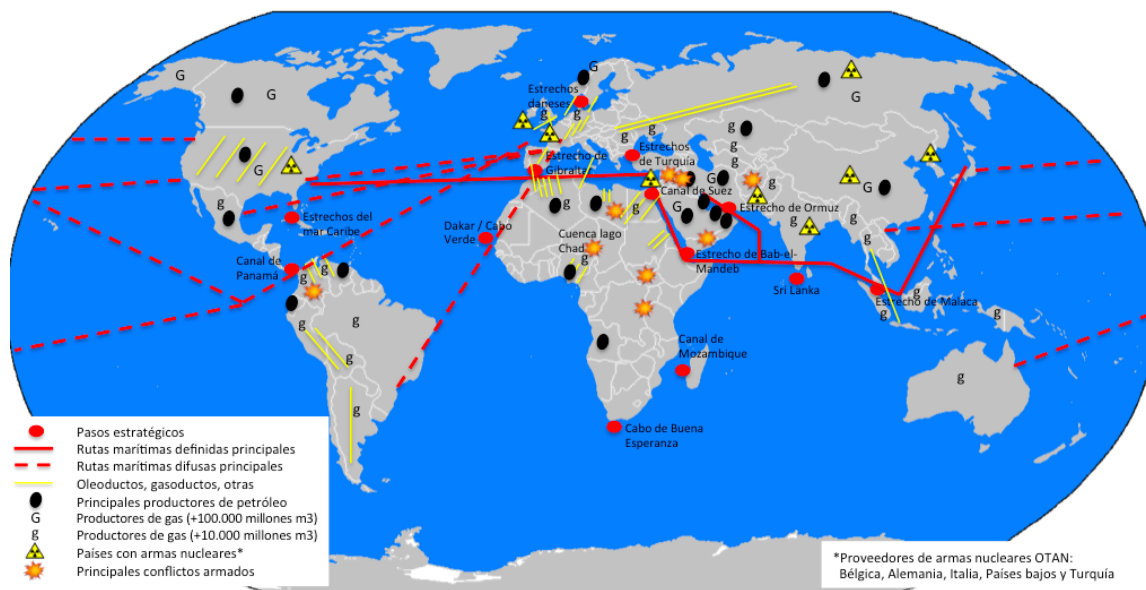 G
G
G
g
Estrechos
daneses
g
g
G
g
g
g
g
g
g
G
Estrechos
de Turquía
Estrecho de
Gibraltar
G
g
Canal de Suez
G
Estrecho de Ormuz
g
g
g
g
Estrechos del
mar Caribe
Dakar / Cabo
Verde
Cuenca lago
Chad
g
Estrecho de Bab-el-
Mandeb
Canal de
Panamá
g
g
Sri Lanka
Estrecho de Malaca
g
g
g
g
g
g
g
g
g
Canal de
Mozambique
Cabo de Buena
Esperanza
Pasos estratégicos
Rutas marítimas definidas principales
Rutas marítimas difusas principales
Oleoductos, gasoductos, otras
Principales productores de petróleo
G Productores de gas (+100.000 millones m3)
g Productores de gas (+10.000 millones m3)
Países con armas nucleares*
Principales conflictos armados
*Proveedores de armas nucleares OTAN:
Bélgica, Alemania, Italia, Países bajos y Turquía